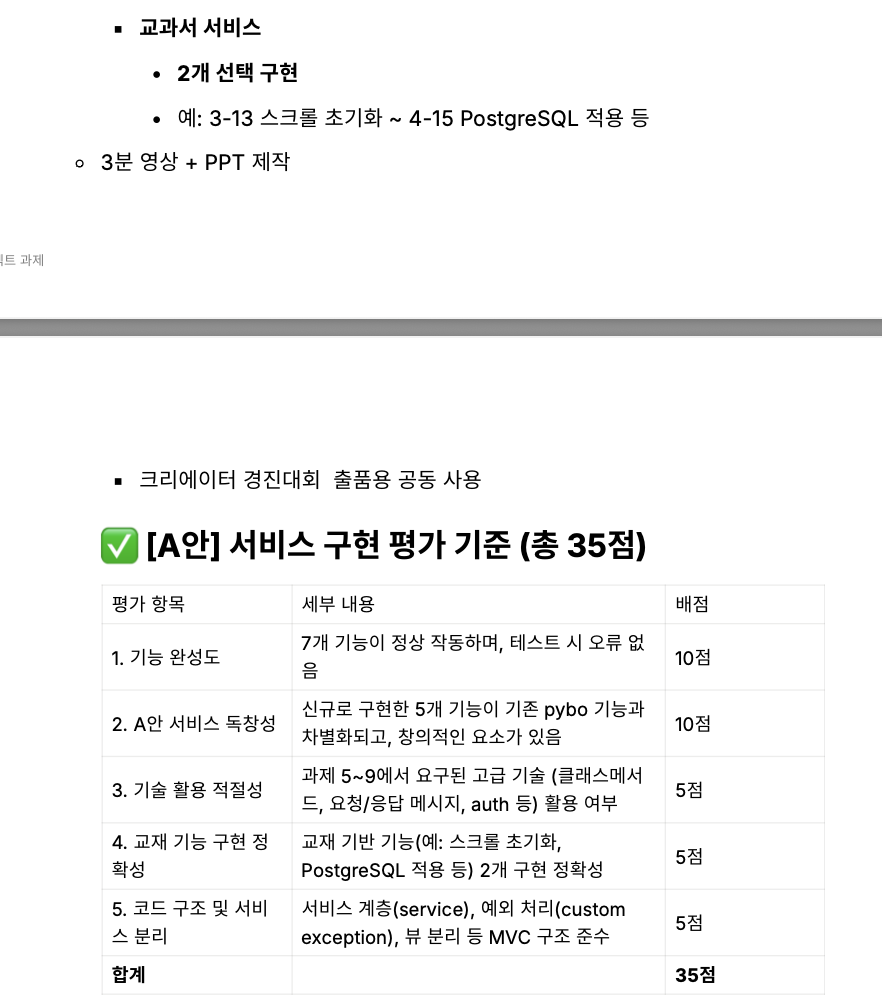 ▪ 교과서 서비스
• 2개 선택 구현
• 예: 3-13 스크롤 초기화 ~ 4-15 PostgreSQL 적용 등
○ 3분 영상 + PPT 제작
트 과제
▪ 크리에이터 경진대회 출품용 공동 사용
✅ [A안] 서비스 구현 평가 기준 (총 35점)
평가 항목 세부 내용 배점
1. 기능 완성도 7개 기능이 정상 작동하며, 테스트 시 오류 없
음 10점
2. A안 서비스 독창성 신규로 구현한 5개 기능이 기존 pybo 기능과
차별화되고, 창의적인 요소가 있음 10점
3. 기술 활용 적절성 과제 5~9에서 요구된 고급 기술 (클래스메서
드, 요청/응답 메시지, auth 등) 활용 여부 5점
4. 교재 기능 구현 정
확성 교재 기반 기능(예: 스크롤 초기화,
PostgreSQL 적용 등) 2개 구현 정확성 5점
5. 코드 구조 및 서비
스 분리 서비스 계층(service), 예외 처리(custom
exception), 뷰 분리 등 MVC 구조 준수 5점
합계 35점